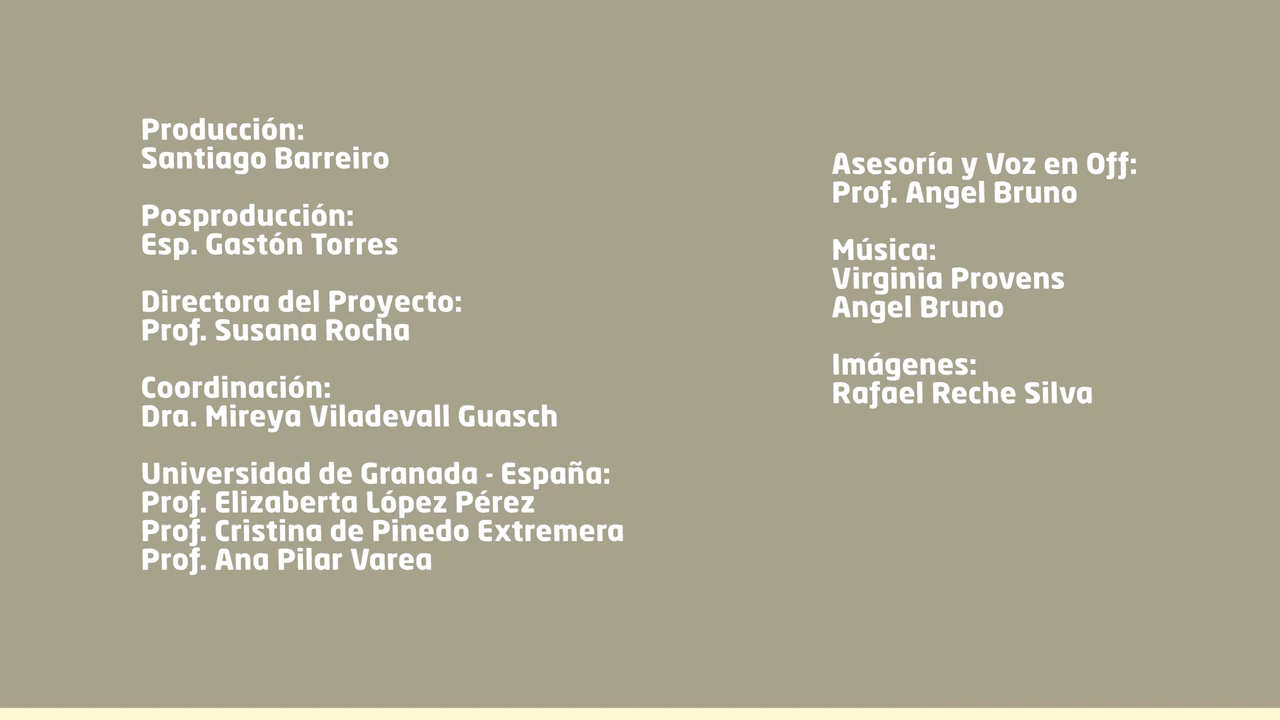 Producción:
Santiago Barreiro
Posproducción:
Esp. Gastón Torres
Directora del Proyecto:
Prof. Susana Rocha
Coordinación:
Dra. Mireya Viladevall Guasch
Universidad de Granada - España:
Prof. Elizaberta López Pérez
Prof. Cristina de Pinedo Extremera
Prof. Ana Pilar Varea
Asesoría y Voz en Off:
Prof. Angel Bruno
Música:
Virginia Provens
Angel Bruno
Imágenes:
Rafael Reche Silva